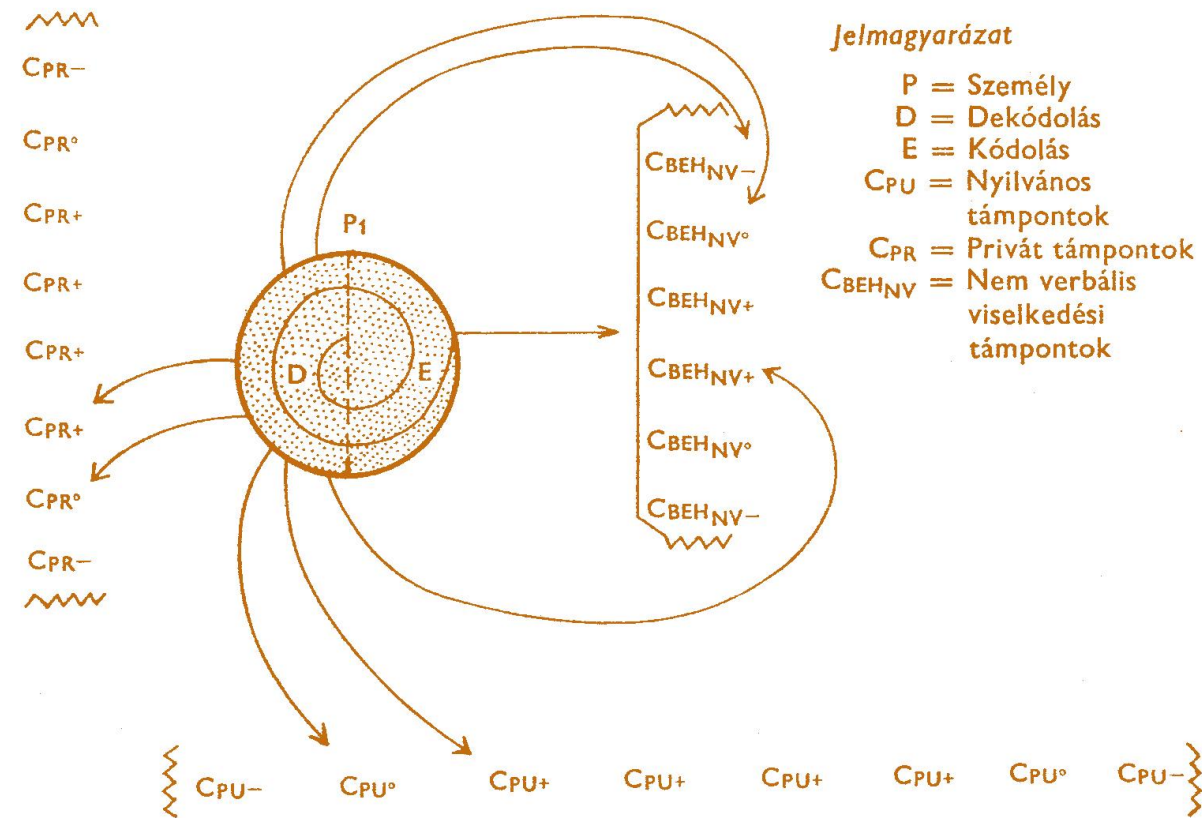 CPR−
CPR°
CPR+
CPR+
CPR+
CPR+
CPR°
CPR−
P1
D
E
CBEHNV−
CBEHNV°
CBEHNV+
CBEHNV+
CBEHNV°
CBEHNV−
Jelmagyarázat
P = Személy
D = Dekódolás
E = Kódolás
CPU = Nyilvános
támpontok
CPR = Privát támpontok
CBEHNV = Nem verbális
viselkedési
támpontok
CPU− CPU° CPU+ CPU+ CPU+ CPU+ CPU° CPU−